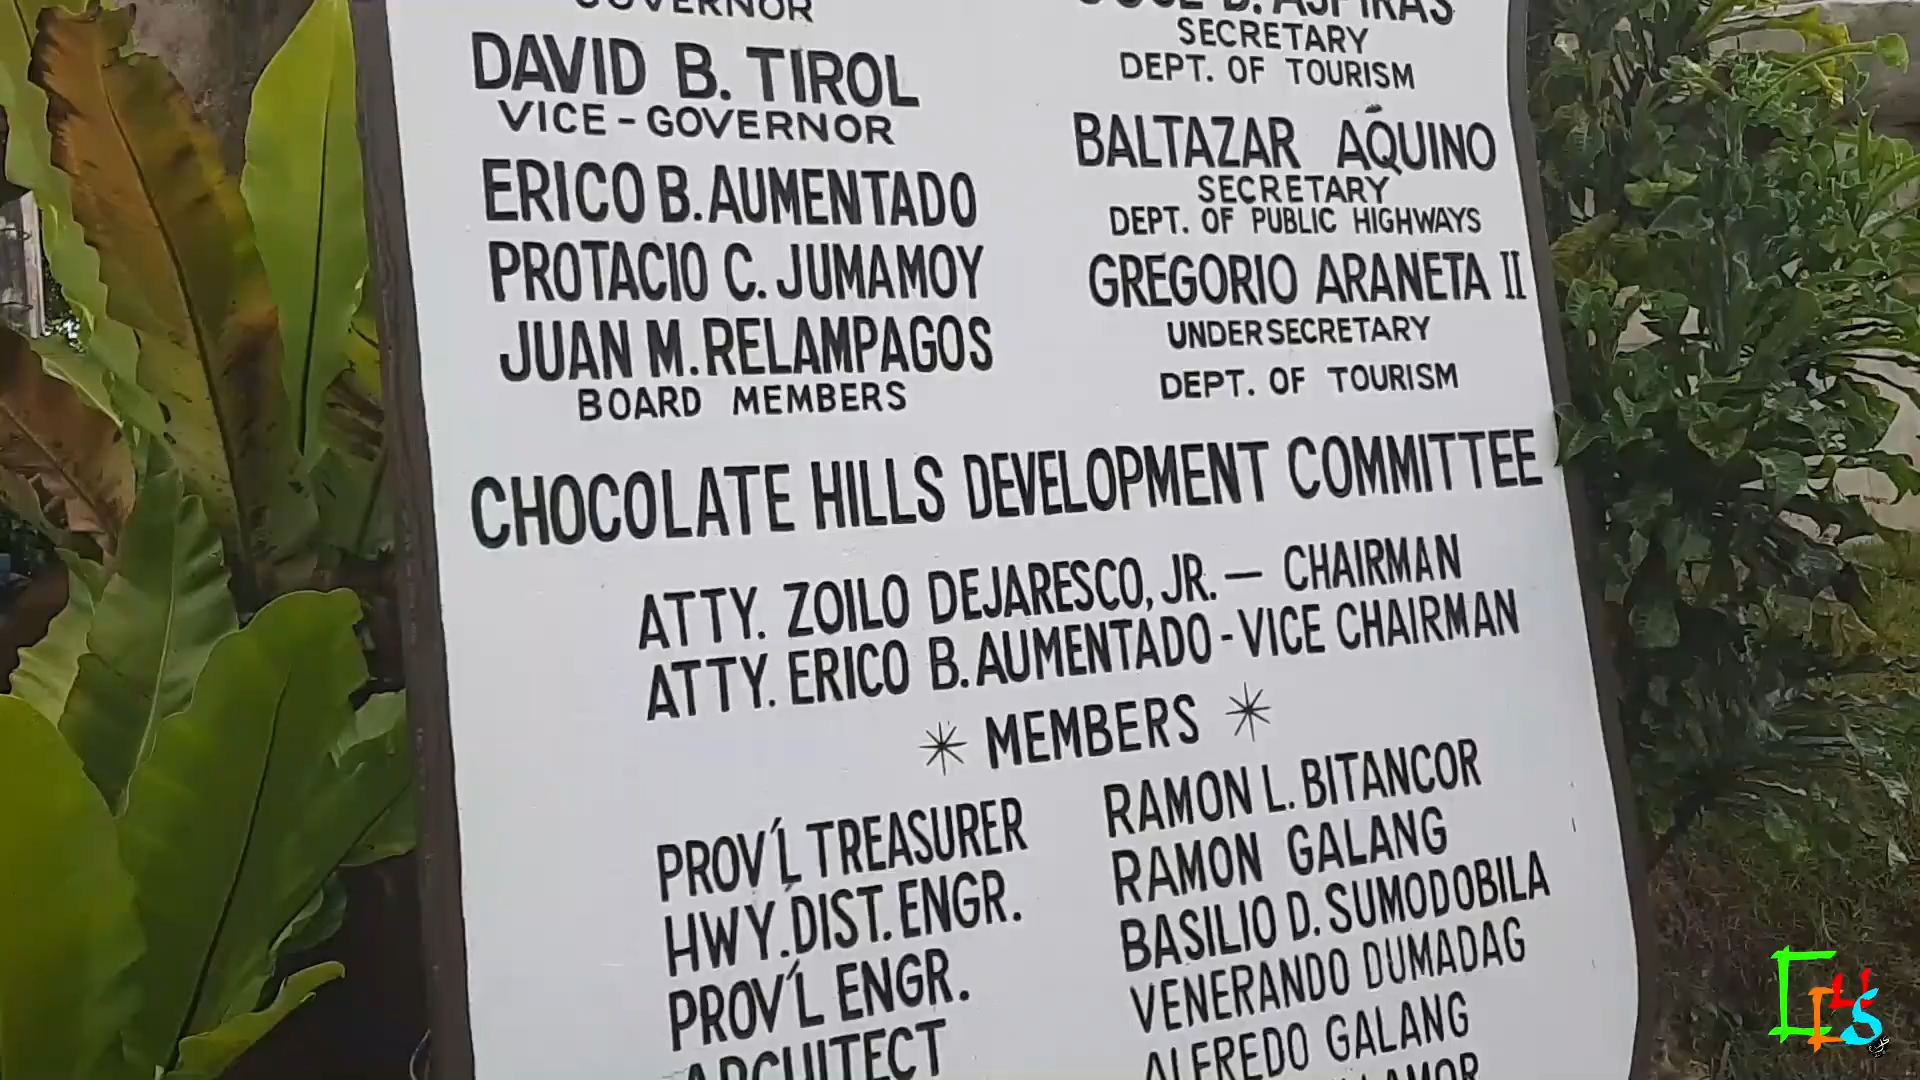 GOVERNOR
DAVID B. TIROL
VICE-GOVERNOR
ERICO B. AUMENTADO
PROTACIO C. JUMAMOY
JUAN M. RELAMPAGOS
BOARD MEMBERS
JOSE D. ASPIRAS
SECRETARY
DEPT. OF TOURISM
BALTAZAR AQUINO
SECRETARY
DEPT. OF PUBLIC HIGHWAYS
GREGORIO ARANETA II
UNDERSECRETARY
DEPT. OF TOURISM
CHOCOLATE HILLS DEVELOPMENT COMMITTEE
ATTY. ZOILO DEJARESCO, JR. — CHAIRMAN
ATTY. ERICO B. AUMENTADO - VICE CHAIRMAN
* MEMBERS *
PROV'L TREASURER RAMON L. BITANCOR
HWY. DIST. ENGR. RAMON GALANG
PROV'L ENGR. BASILIO D. SUMODOBILA
ARCHITECT VENERANDO DUMADAG
ALFREDO GALANG